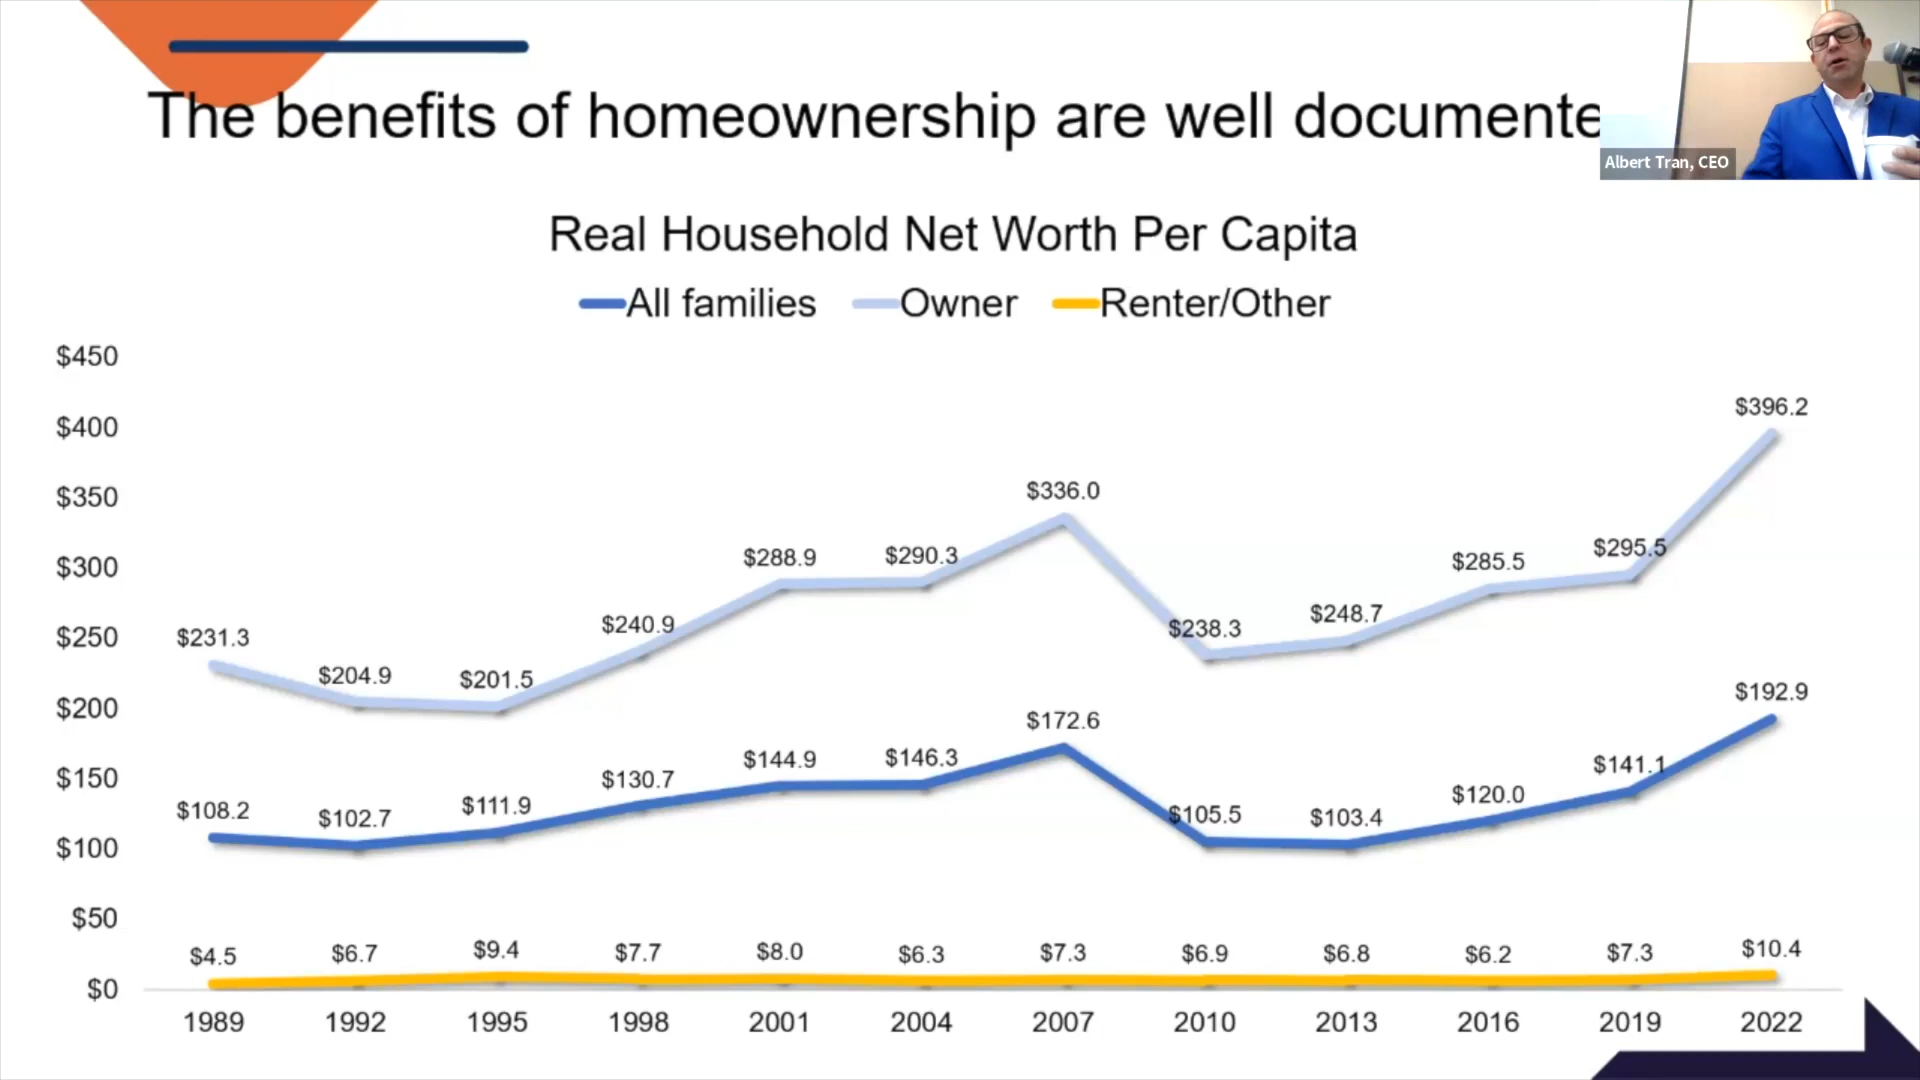 The benefits of homeownership are well documente
Albert Tran, CEO
Real Household Net Worth Per Capita
All families Owner Renter/Other
$450
$400
$350
$300
$250
$200
$150
$100
$50
$0
$231.3 $204.9 $201.5 $240.9 $288.9 $290.3 $336.0 $238.3 $248.7 $285.5 $295.5 $396.2
$108.2 $102.7 $111.9 $130.7 $144.9 $146.3 $172.6 $105.5 $103.4 $120.0 $141.1 $192.9
$4.5 $6.7 $9.4 $7.7 $8.0 $6.3 $7.3 $6.9 $6.8 $6.2 $7.3 $10.4
1989 1992 1995 1998 2001 2004 2007 2010 2013 2016 2019 2022